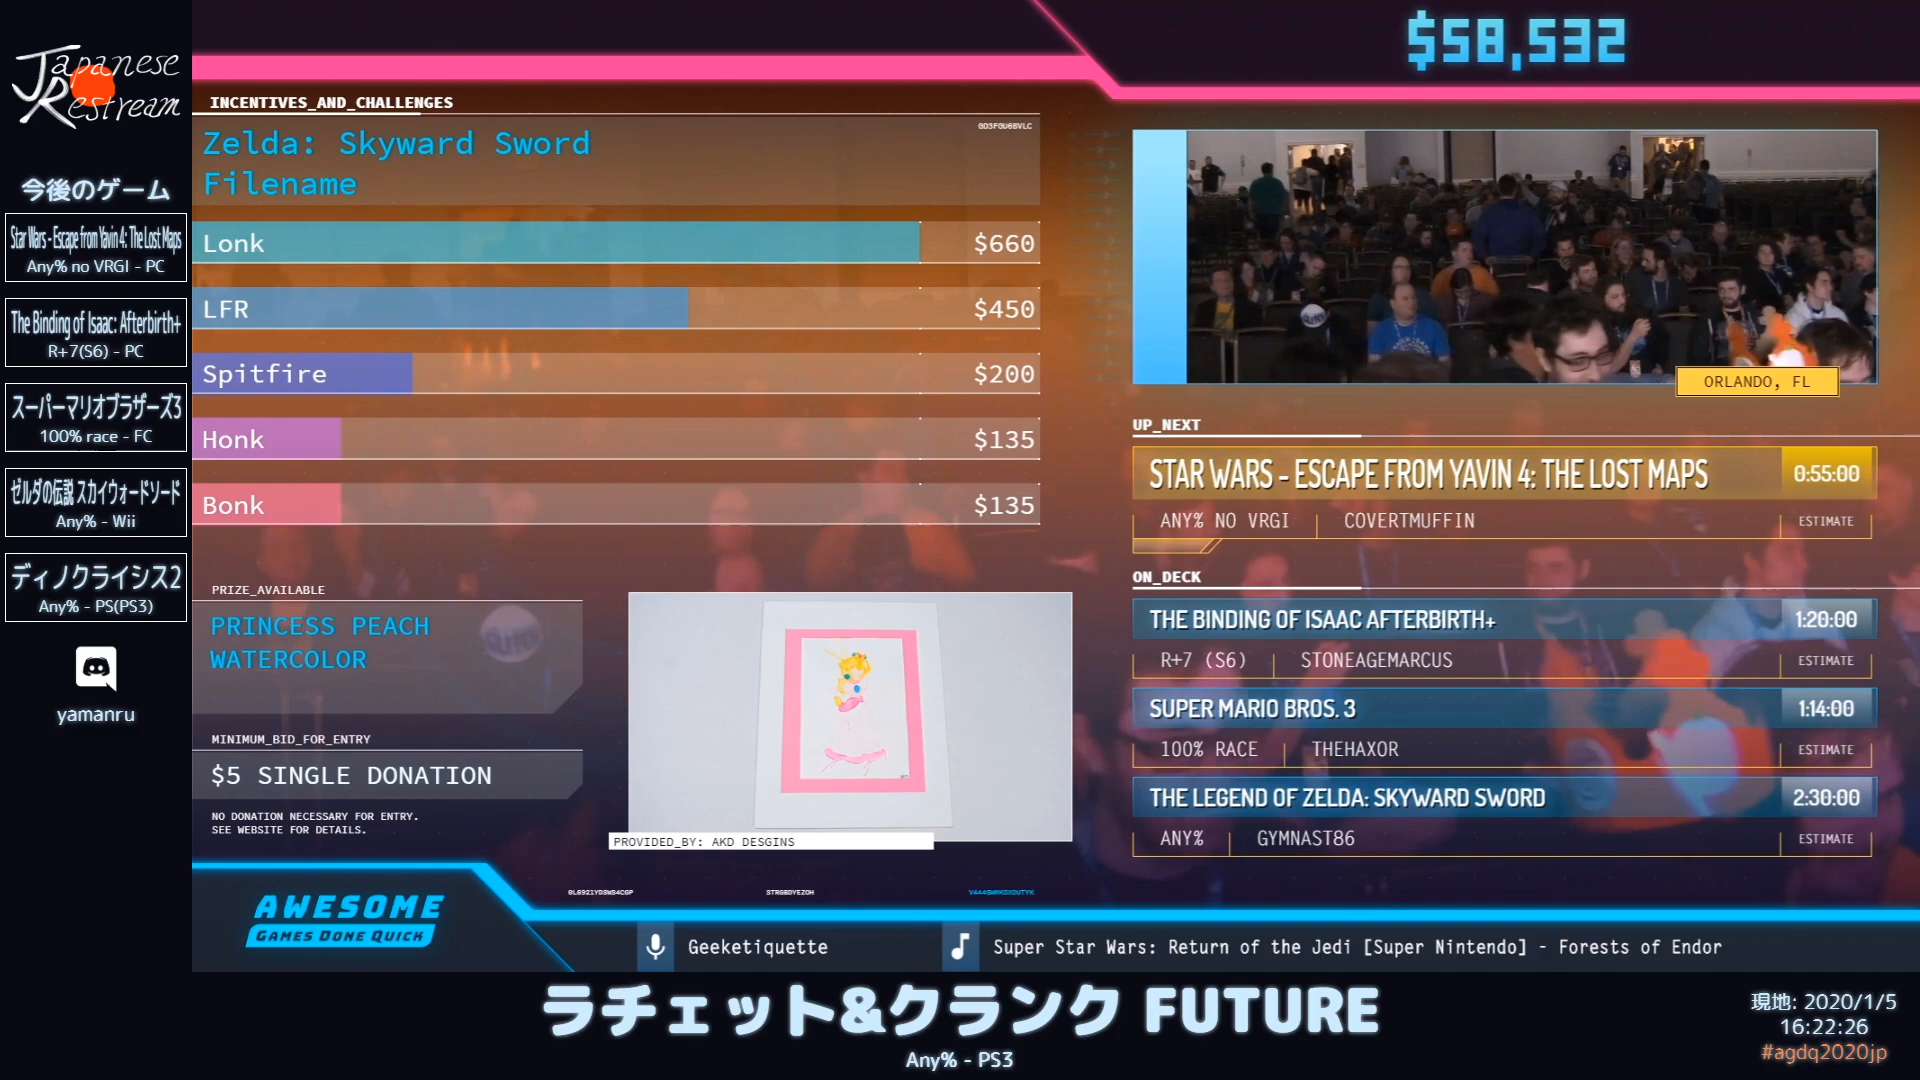 Japanese
Restream
今後のゲーム
Star Wars - Escape from Yavin 4: The Lost Maps
Any% no VRGI - PC
The Binding of Isaac: Afterbirth+
R+7(S6) - PC
スーパーマリオブラザーズ3
100% race - FC
ゼルダの伝説 スカイウォードソード
Any% - Wii
ディノクライシス2
Any% - PS(PS3)
yamanru
$58,532
INCENTIVES_AND_CHALLENGES
Zelda: Skyward Sword
Filename
Lonk $660
LFR $450
Spitfire $200
Honk $135
Bonk $135
PRIZE_AVAILABLE
PRINCESS PEACH
WATERCOLOR
MINIMUM_BID_FOR_ENTRY
$5 SINGLE DONATION
NO DONATION NECESSARY FOR ENTRY.
SEE WEBSITE FOR DETAILS.
PROVIDED_BY: AKD DESGINS
ORLANDO, FL
UP_NEXT
STAR WARS - ESCAPE FROM YAVIN 4: THE LOST MAPS 0:55:00
ANY% NO VRGI COVERTMUFFIN ESTIMATE
ON_DECK
THE BINDING OF ISAAC AFTERBIRTH+ 1:20:00
R+7 (S6) STONEAGEMARCUS ESTIMATE
SUPER MARIO BROS. 3 1:14:00
100% RACE THEHAXOR ESTIMATE
THE LEGEND OF ZELDA: SKYWARD SWORD 2:30:00
ANY% GYMNAST86 ESTIMATE
AWESOME
GAMES DONE QUICK
Geeketiquette
Super Star Wars: Return of the Jedi [Super Nintendo] - Forests of Endor
ラチェット&クランク FUTURE
Any% - PS3
現地: 2020/1/5
16:22:26
#agdq2020jp